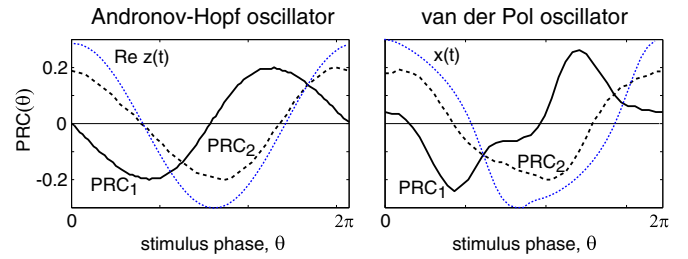 Andronov-Hopf oscillator
van der Pol oscillator
PRC(θ)
0.2
0
-0.2
Re z(t)
PRC1
PRC2
0
2π
stimulus phase, θ
x(t)
PRC1
PRC2
0
2π
stimulus phase, θ